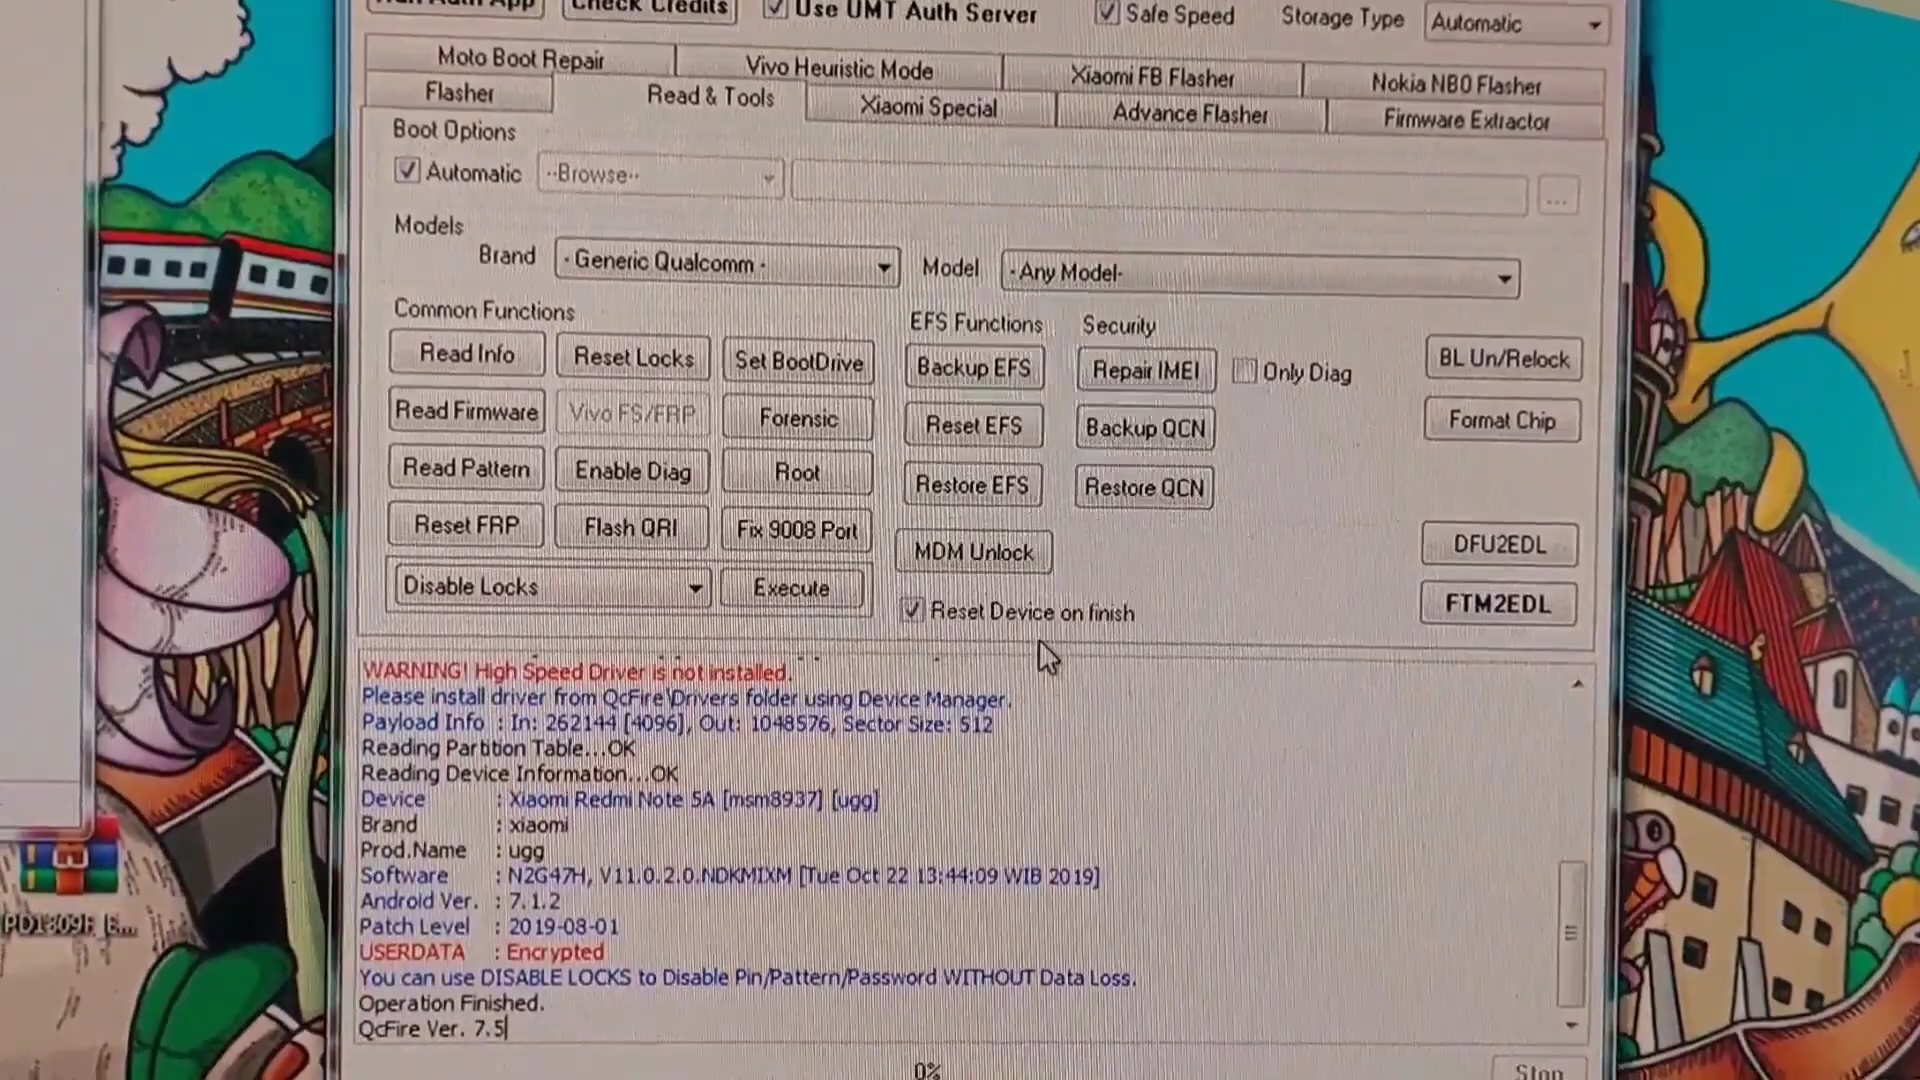 Check Credits
Use UMT Auth Server
Safe Speed
Storage Type
Automatic
Moto Boot Repair
Vivo Heuristic Mode
Xiaomi FB Flasher
Nokia NB0 Flasher
Flasher
Read & Tools
Xiaomi Special
Advance Flasher
Firmware Extractor
Boot Options
Automatic
--Browse--
...
Models
Brand
- Generic Qualcomm -
Model
- Any Model-
Common Functions
EFS Functions
Security
Read Info
Reset Locks
Set BootDrive
Backup EFS
Repair IMEI
Only Diag
BL Un/Relock
Read Firmware
Vivo FS/FRP
Forensic
Reset EFS
Backup QCN
Format Chip
Read Pattern
Enable Diag
Root
Restore EFS
Restore QCN
Reset FRP
Flash QRI
Fix 9008 Port
MDM Unlock
DFU2EDL
Disable Locks
Execute
Reset Device on finish
FTM2EDL
WARNING! High Speed Driver is not installed.
Please install driver from QcFire\Drivers folder using Device Manager.
Payload Info : In: 262144 [4096], Out: 1048576, Sector Size: 512
Reading Partition Table...OK
Reading Device Information...OK
Device : Xiaomi Redmi Note 5A [msm8937] [ugg]
Brand : xiaomi
Prod.Name : ugg
Software : N2G47H, V11.0.2.0.NDKMIXM [Tue Oct 22 13:44:09 WIB 2019]
Android Ver. : 7.1.2
Patch Level : 2019-08-01
USERDATA : Encrypted
You can use DISABLE LOCKS to Disable Pin/Pattern/Password WITHOUT Data Loss.
Operation Finished.
QcFire Ver. 7.5
0%
Stop